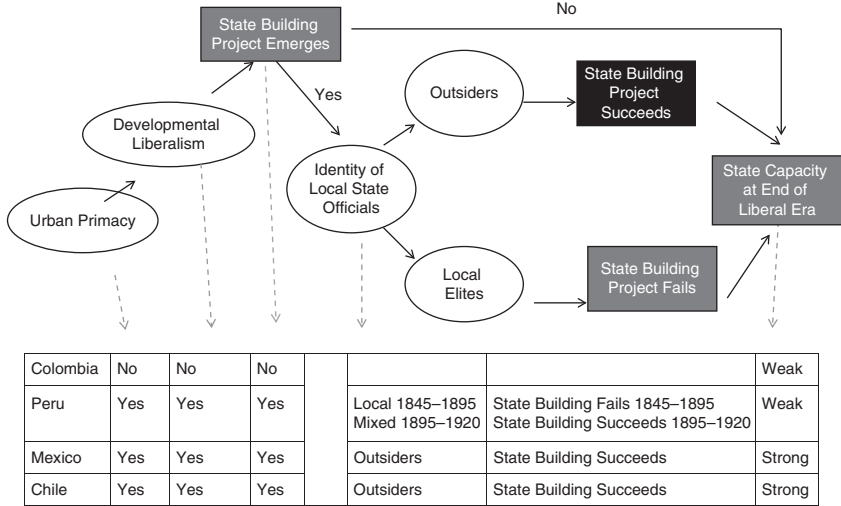 No
State Building
Project Emerges
Yes
Outsiders
State Building
Project
Succeeds
Developmental
Liberalism
Identity of
Local State
Officials
State Capacity
at End of
Liberal Era
Urban Primacy
Local
Elites
State Building
Project Fails
Colombia No No No Weak
Peru Yes Yes Yes Local 1845–1895 State Building Fails 1845–1895 Weak
Mixed 1895–1920 State Building Succeeds 1895–1920
Mexico Yes Yes Yes Outsiders State Building Succeeds Strong
Chile Yes Yes Yes Outsiders State Building Succeeds Strong